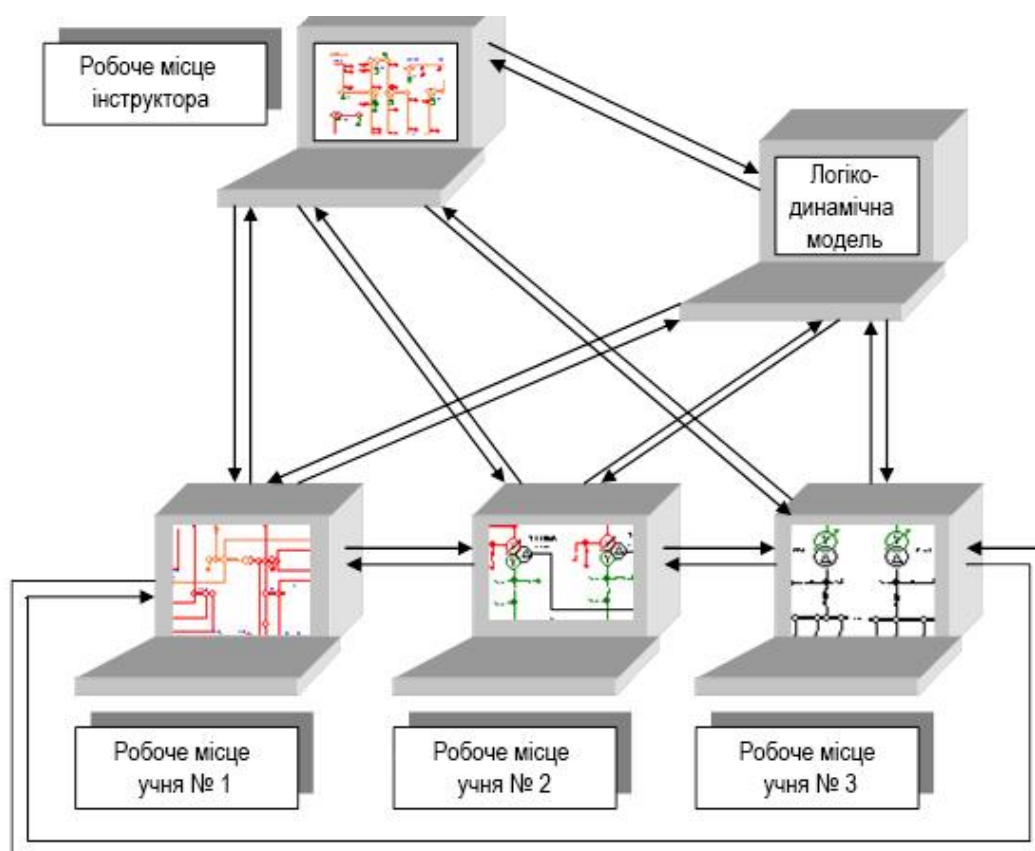 Робоче місце
інструктора
Логіко-
динамічна
модель
Робоче місце
учня № 1
Робоче місце
учня № 2
Робоче місце
учня № 3